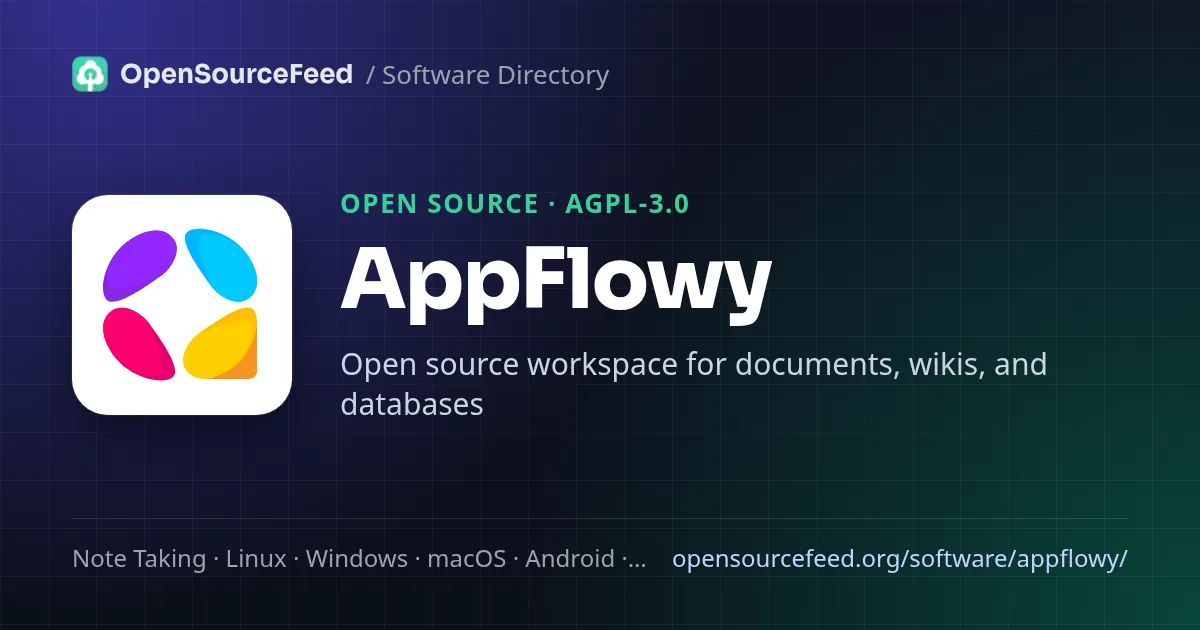 OpenSourceFeed / Software Directory
OPEN SOURCE · AGPL-3.0
AppFlowy
Open source workspace for documents, wikis, and
databases
Note Taking · Linux · Windows · macOS · Android ·... opensourcefeed.org/software/appflowy/